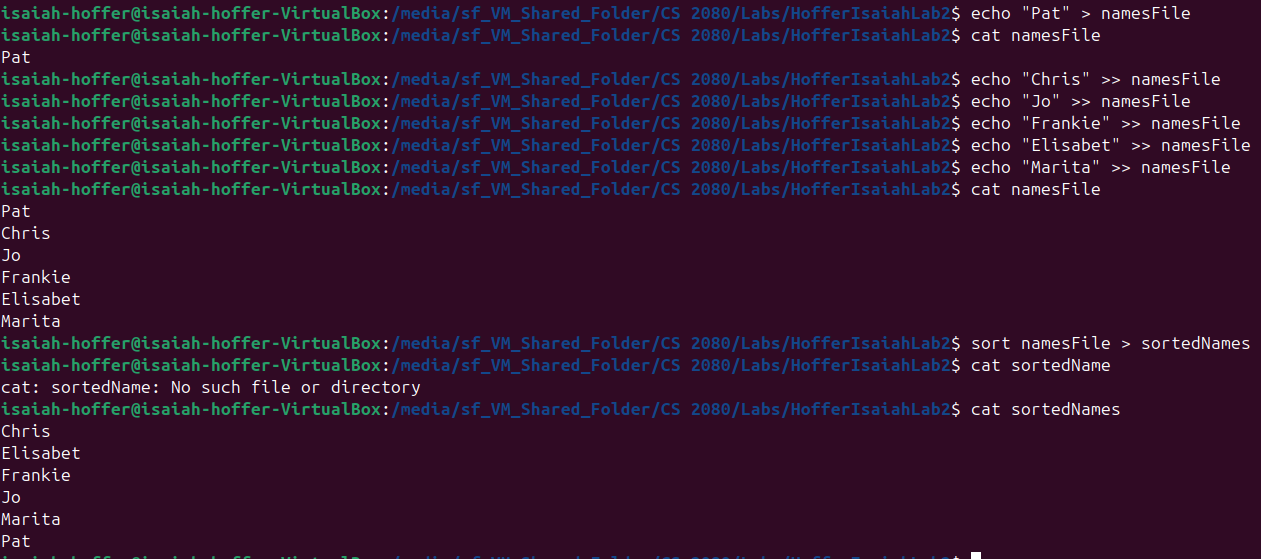 isaiah-hoffer@isaiah-hoffer-VirtualBox:/media/sf_VM_Shared_Folder/CS 2080/Labs/HofferIsaiahLab2$ echo "Pat" > namesFile
isaiah-hoffer@isaiah-hoffer-VirtualBox:/media/sf_VM_Shared_Folder/CS 2080/Labs/HofferIsaiahLab2$ cat namesFile
Pat
isaiah-hoffer@isaiah-hoffer-VirtualBox:/media/sf_VM_Shared_Folder/CS 2080/Labs/HofferIsaiahLab2$ echo "Chris" >> namesFile
isaiah-hoffer@isaiah-hoffer-VirtualBox:/media/sf_VM_Shared_Folder/CS 2080/Labs/HofferIsaiahLab2$ echo "Jo" >> namesFile
isaiah-hoffer@isaiah-hoffer-VirtualBox:/media/sf_VM_Shared_Folder/CS 2080/Labs/HofferIsaiahLab2$ echo "Frankie" >> namesFile
isaiah-hoffer@isaiah-hoffer-VirtualBox:/media/sf_VM_Shared_Folder/CS 2080/Labs/HofferIsaiahLab2$ echo "Elisabet" >> namesFile
isaiah-hoffer@isaiah-hoffer-VirtualBox:/media/sf_VM_Shared_Folder/CS 2080/Labs/HofferIsaiahLab2$ echo "Marita" >> namesFile
isaiah-hoffer@isaiah-hoffer-VirtualBox:/media/sf_VM_Shared_Folder/CS 2080/Labs/HofferIsaiahLab2$ cat namesFile
Pat
Chris
Jo
Frankie
Elisabet
Marita
isaiah-hoffer@isaiah-hoffer-VirtualBox:/media/sf_VM_Shared_Folder/CS 2080/Labs/HofferIsaiahLab2$ sort namesFile > sortedNames
isaiah-hoffer@isaiah-hoffer-VirtualBox:/media/sf_VM_Shared_Folder/CS 2080/Labs/HofferIsaiahLab2$ cat sortedName
cat: sortedName: No such file or directory
isaiah-hoffer@isaiah-hoffer-VirtualBox:/media/sf_VM_Shared_Folder/CS 2080/Labs/HofferIsaiahLab2$ cat sortedNames
Chris
Elisabet
Frankie
Jo
Marita
Pat